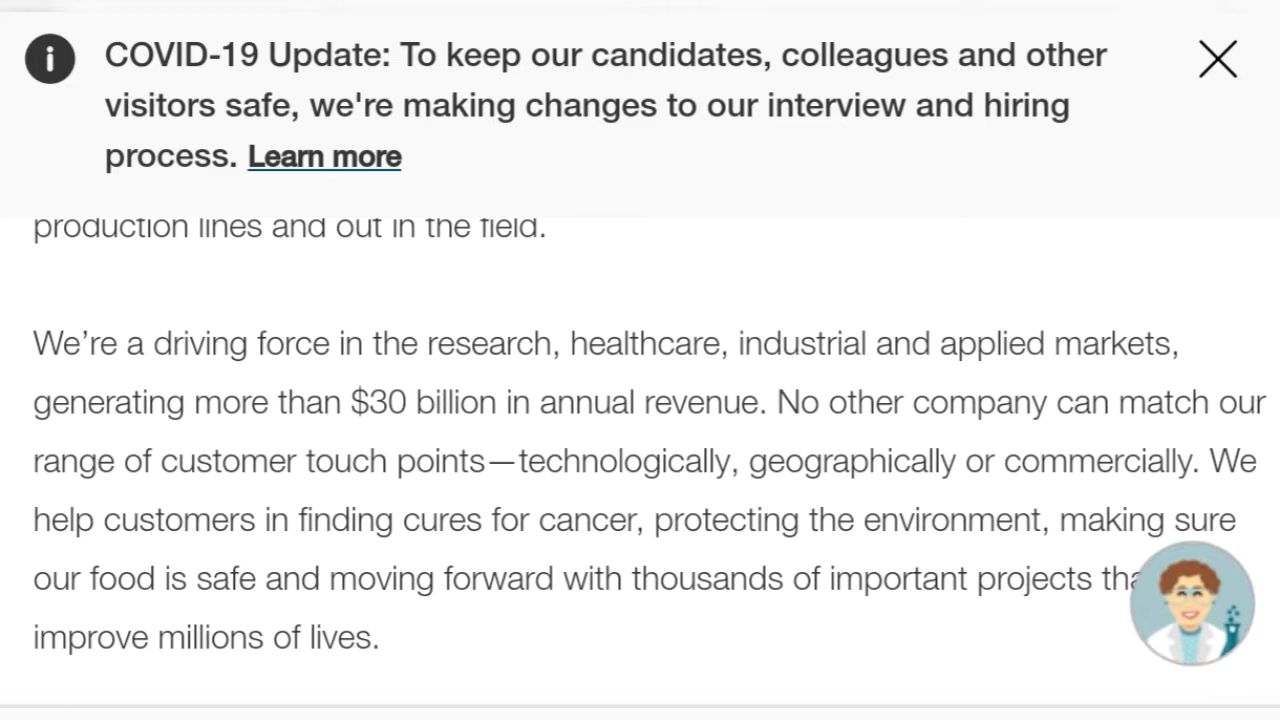 COVID-19 Update: To keep our candidates, colleagues and other
visitors safe, we're making changes to our interview and hiring
process. Learn more
production lines and out in the field.
We’re a driving force in the research, healthcare, industrial and applied markets,
generating more than $30 billion in annual revenue. No other company can match our
range of customer touch points—technologically, geographically or commercially. We
help customers in finding cures for cancer, protecting the environment, making sure
our food is safe and moving forward with thousands of important projects
improve millions of lives.